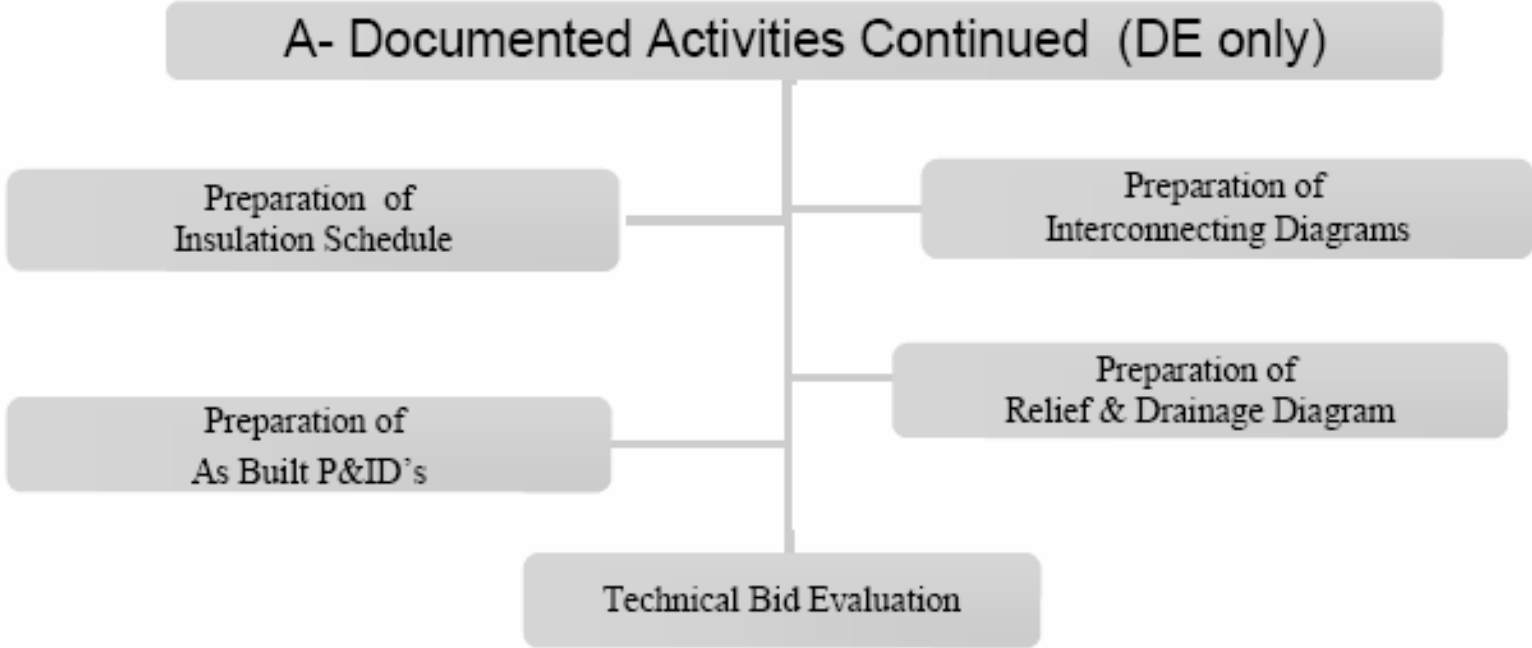 A- Documented Activities Continued (DE only)
Preparation of
Insulation Schedule
Preparation of
Interconnecting Diagrams
Preparation of
Relief & Drainage Diagram
Preparation of
As Built P&ID’s
Technical Bid Evaluation